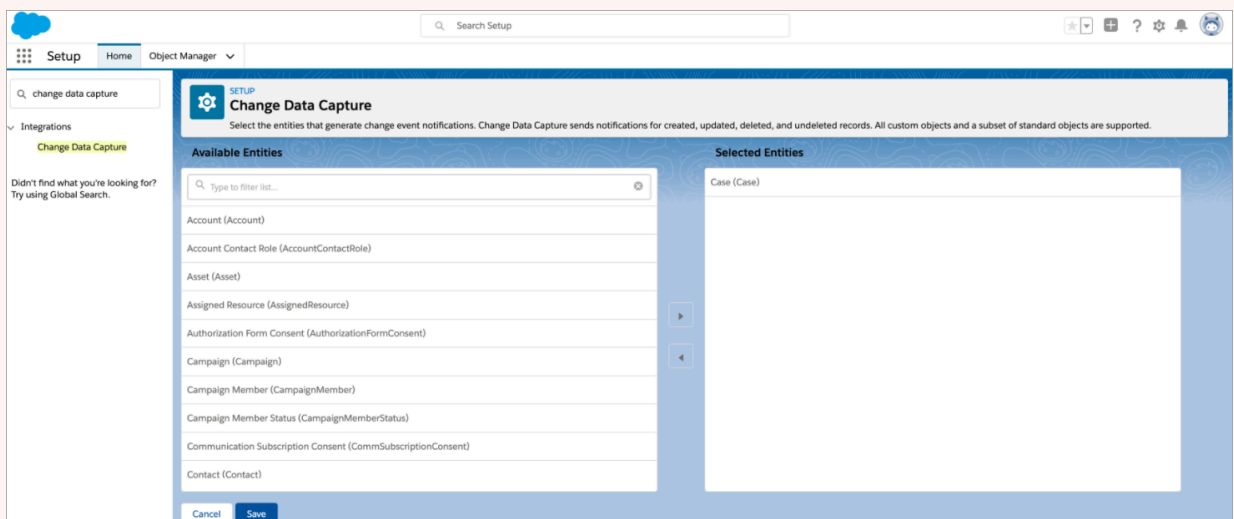 Search Setup
Setup
Home
Object Manager
change data capture
Integrations
Change Data Capture
Didn't find what you're looking for?
Try using Global Search.
SETUP
Change Data Capture
Select the entities that generate change event notifications. Change Data Capture sends notifications for created, updated, deleted, and undeleted records. All custom objects and a subset of standard objects are supported.
Available Entities
Type to filter list...
Account (Account)
Account Contact Role (AccountContactRole)
Asset (Asset)
Assigned Resource (AssignedResource)
Authorization Form Consent (AuthorizationFormConsent)
Campaign (Campaign)
Campaign Member (CampaignMember)
Campaign Member Status (CampaignMemberStatus)
Communication Subscription Consent (CommSubscriptionConsent)
Contact (Contact)
Selected Entities
Case (Case)
Cancel
Save